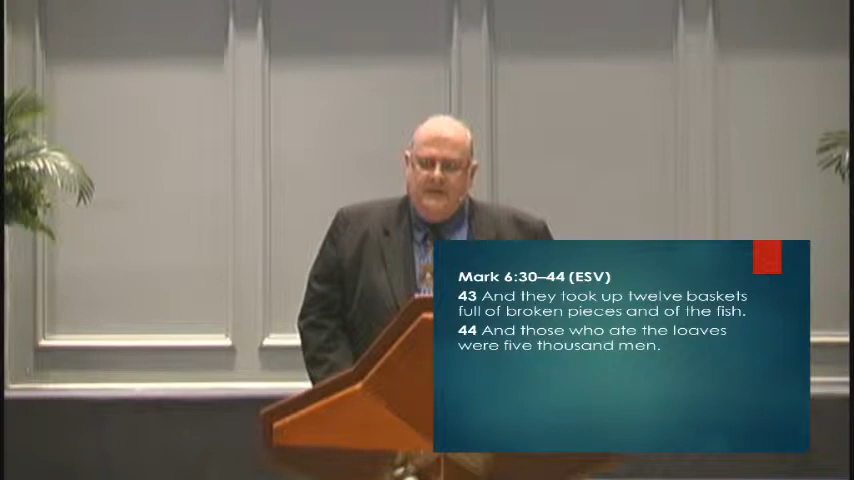 Mark 6:30–44 (ESV)
43 And they took up twelve baskets
full of broken pieces and of the fish.
44 And those who ate the loaves
were five thousand men.